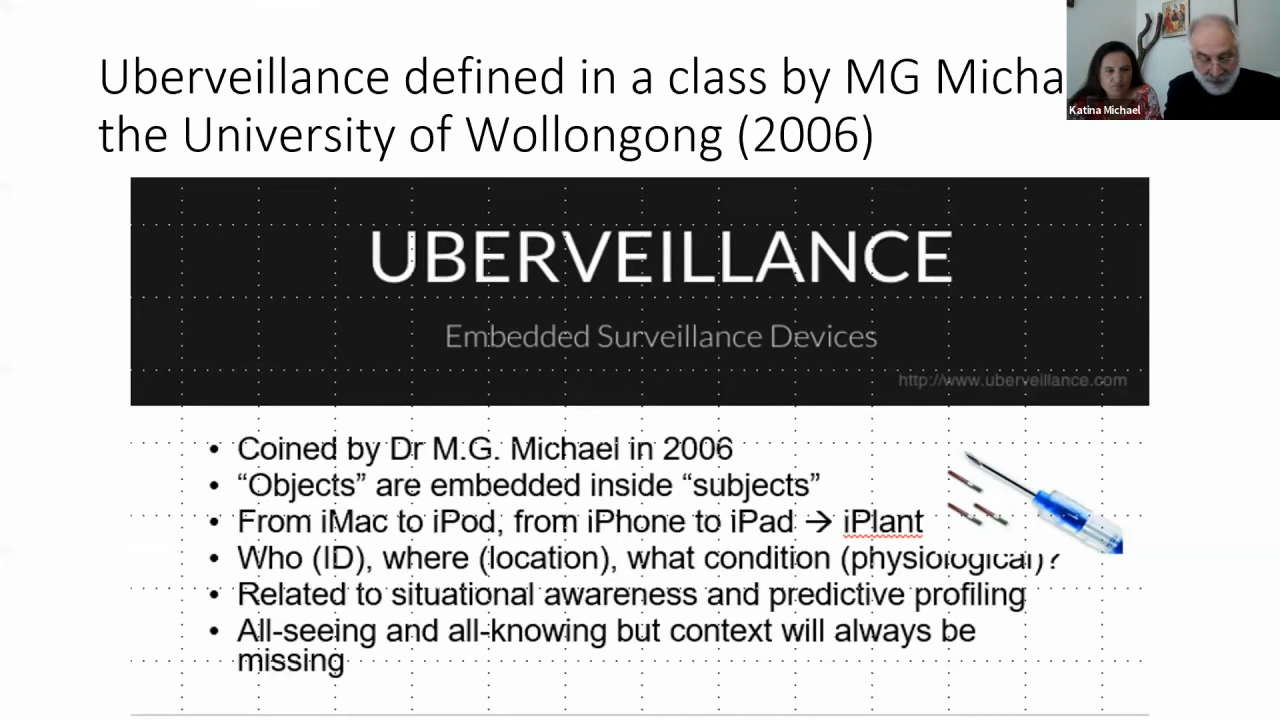 Uberveillance defined in a class by MG Micha
the University of Wollongong (2006)
Katina Michael
UBERVEILLANCE
Embedded Surveillance Devices
http://www.uberveillance.com
• Coined by Dr M.G. Michael in 2006
• “Objects” are embedded inside “subjects”
• From iMac to iPod, from iPhone to iPad → iPlant
• Who (ID), where (location), what condition (physiological)?
• Related to situational awareness and predictive profiling
• All-seeing and all-knowing but context will always be
missing